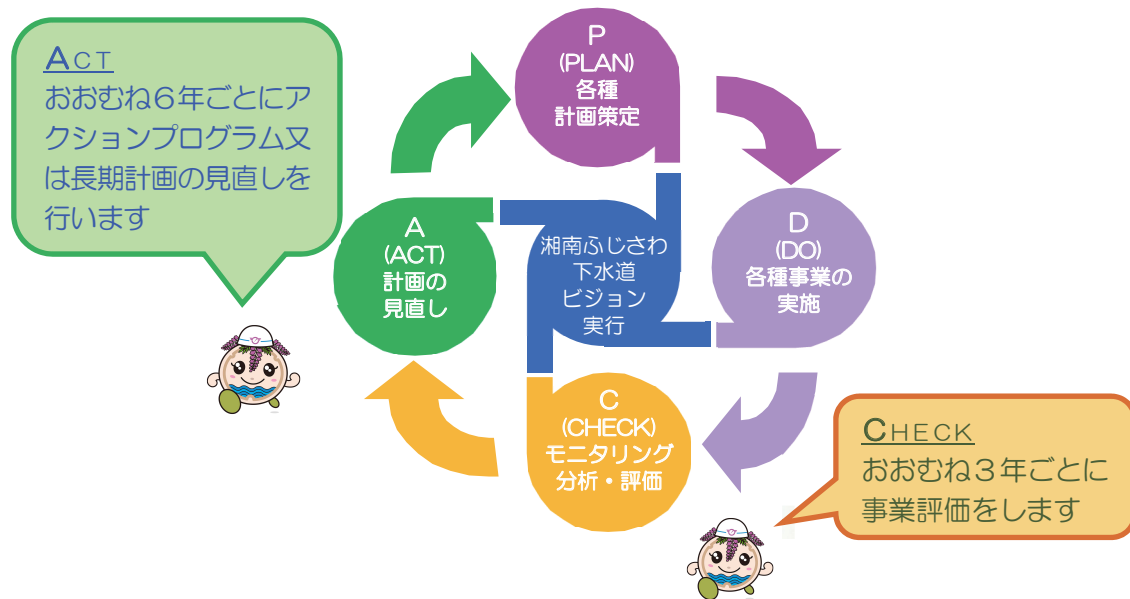 ACT
おおむね６年ごとにア
クションプログラム又
は長期計画の見直しを
行います
P
(PLAN)
各種
計画策定
A
(ACT)
計画の
見直し
湘南ふじさわ
下水道
ビジョン
実行
D
(DO)
各種事業の
実施
C
(CHECK)
モニタリング
分析・評価
CHECK
おおむね３年ごとに
事業評価をします